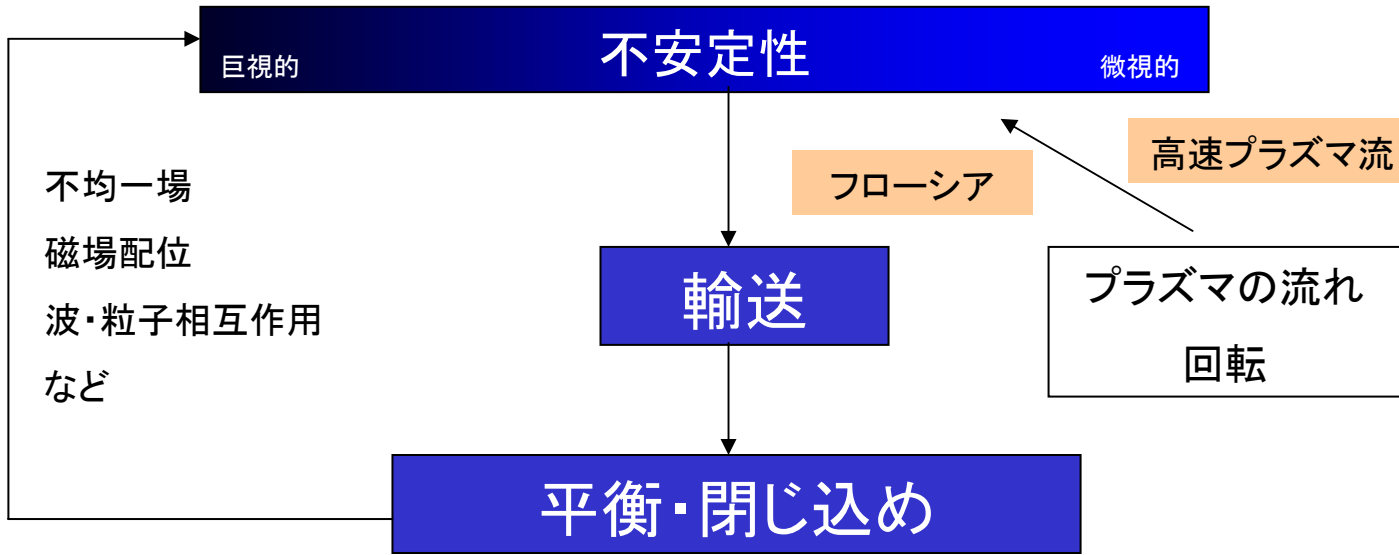 不安定性
巨視的
微視的
高速プラズマ流
フローシア
不均一場
磁場配位
波・粒子相互作用
など
輸送
プラズマの流れ
回転
平衡・閉じ込め